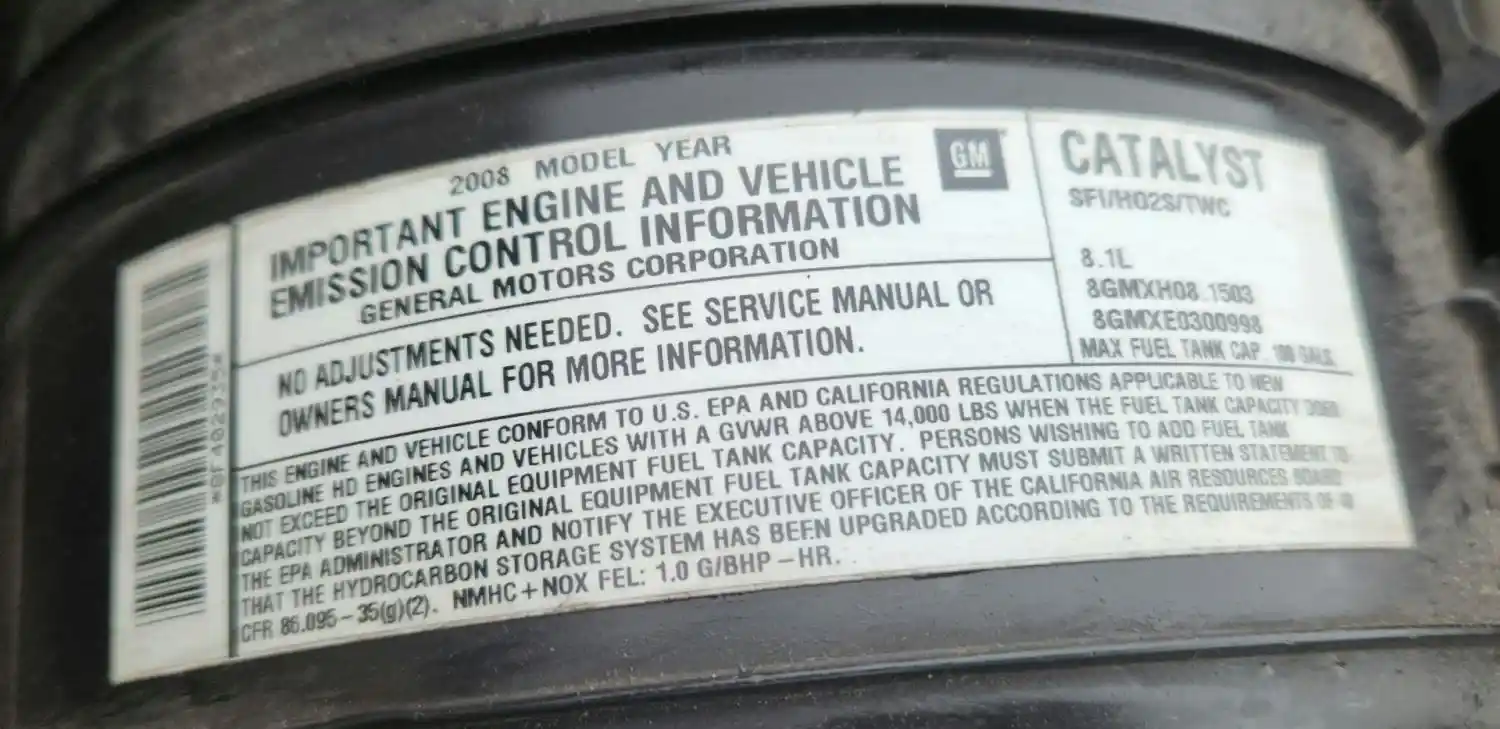 2008 MODEL YEAR
IMPORTANT ENGINE AND VEHICLE
EMISSION CONTROL INFORMATION
GENERAL MOTORS CORPORATION
GM
NO ADJUSTMENTS NEEDED. SEE SERVICE MANUAL OR
OWNERS MANUAL FOR MORE INFORMATION.
CATALYST
SFI/HO2S/TWC
8.1L
8GMXH08.1503
8GMXE0300998
MAX FUEL TANK CAP. 100 GALS.
THIS ENGINE AND VEHICLE CONFORM TO U.S. EPA AND CALIFORNIA REGULATIONS APPLICABLE TO NEW
GASOLINE HD ENGINES AND VEHICLES WITH A GVWR ABOVE 14,000 LBS WHEN THE FUEL TANK CAPACITY DOES
NOT EXCEED THE ORIGINAL EQUIPMENT FUEL TANK CAPACITY. PERSONS WISHING TO ADD FUEL TANK
CAPACITY BEYOND THE ORIGINAL EQUIPMENT FUEL TANK CAPACITY MUST SUBMIT A WRITTEN STATEMENT TO
THE EPA ADMINISTRATOR AND NOTIFY THE EXECUTIVE OFFICER OF THE CALIFORNIA AIR RESOURCES BOARD
THAT THE HYDROCARBON STORAGE SYSTEM HAS BEEN UPGRADED ACCORDING TO THE REQUIREMENTS OF 40
CFR 86.095-35(g)(2). NMHC+NOX FEL: 1.0 G/BHP-HR.